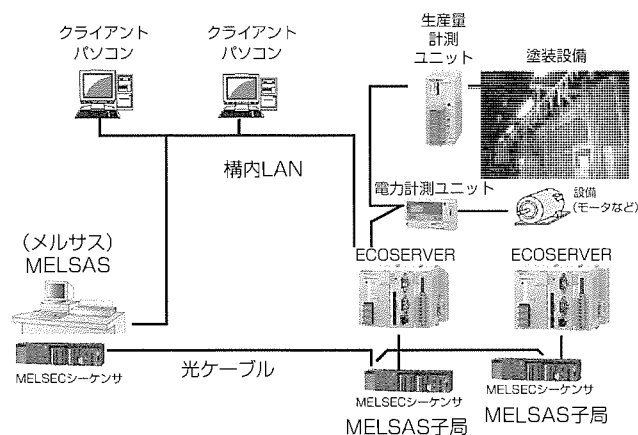 クライアント
パソコン
クライアント
パソコン
生産量
計測
ユニット
塗装設備
構内LAN
電力計測ユニット
設備
(モータなど)
(メルサス)
MELSAS
ECOSERVER
ECOSERVER
MELSECシーケンサ
光ケーブル
MELSECシーケンサ
MELSAS子局
MELSECシーケンサ
MELSAS子局